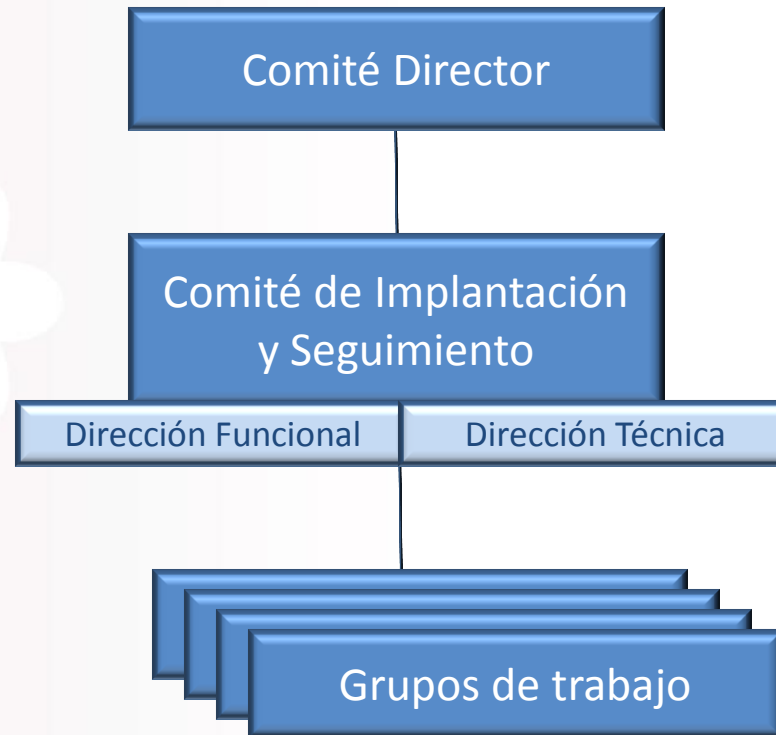 Comité Director
Comité de Implantación
y Seguimiento
Dirección Funcional
Dirección Técnica
Grupos de trabajo